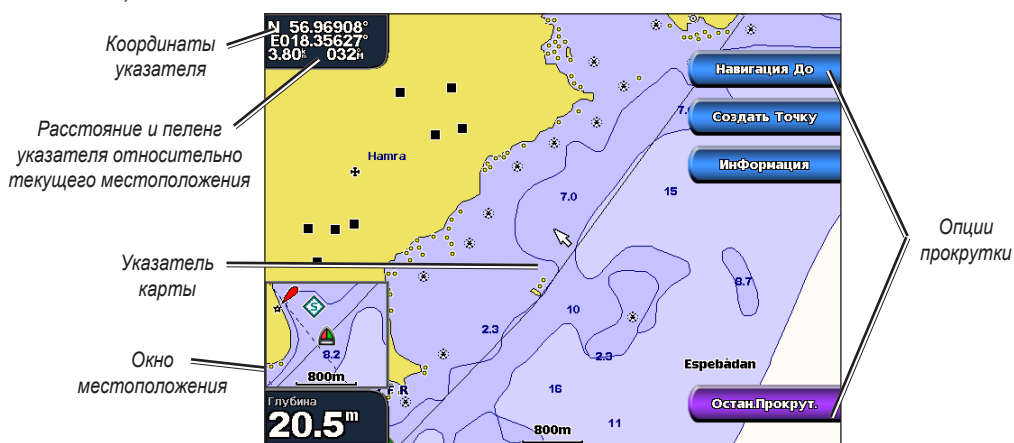 Координаты
указателя
Расстояние и пеленг
указателя относительно
текущего местоположения
Указатель
карты
Окно
местоположения
N 56.96908°
E018.35627°
3.80 032°
Hamra
7.0
15
10
2.3
2.3
8.7
16
11
Espebådan
800m
8.2
800m
R
Глубина
20.5m
Навигация До
Создать Точку
Информация
Остан.Прокрут.
Опции
прокрутки